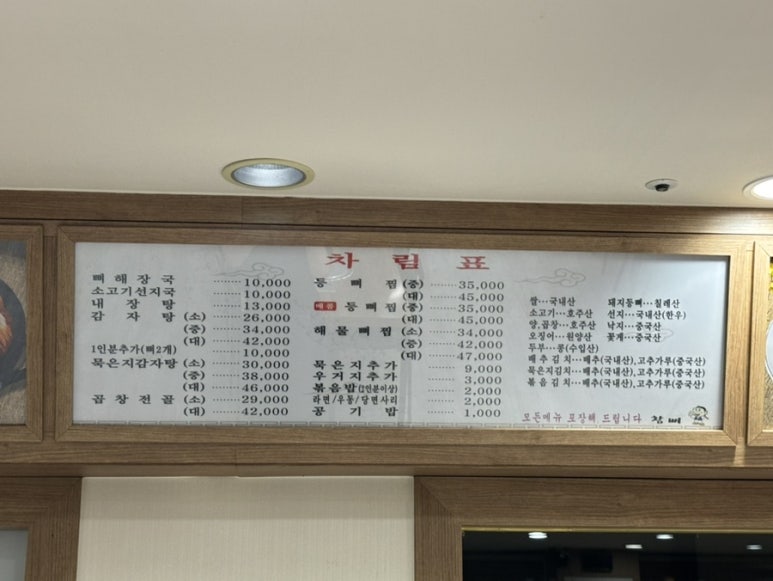 차림표
뼈해장국 ······ 10,000
소고기선지국 ······ 10,000
내장탕 ······ 13,000
감자탕 (소) ······ 26,000
(중) ······ 34,000
(대) ······ 42,000
1인분추가(뼈2개) ······ 10,000
묵은지감자탕 (소) ······ 30,000
(중) ······ 38,000
(대) ······ 46,000
곱창전골 (소) ······ 29,000
(대) ······ 42,000
등뼈찜 (중) ······ 35,000
(대) ······ 45,000
매콤 등뼈찜 (중) ······ 35,000
(대) ······ 45,000
해물뼈찜 (소) ······ 34,000
(중) ······ 42,000
(대) ······ 47,000
묵은지추가 ······ 9,000
우거지추가 ······ 3,000
볶음밥(2인분이상) ······ 2,000
라면/우동/당면사리 ······ 2,000
공기밥 ······ 1,000
쌀···국내산 돼지등뼈···칠레산
소고기···호주산 선지···국내산(한우)
양,곱창···호주산 낙지···중국산
오징어···원양산 꽃게···중국산
두부···콩(수입산)
배추김치···배추(국내산),고추가루(중국산)
묵은지김치···배추(국내산),고추가루(중국산)
볶음김치···배추(국내산),고추가루(중국산)
모든메뉴 포장해 드립니다 참뼈